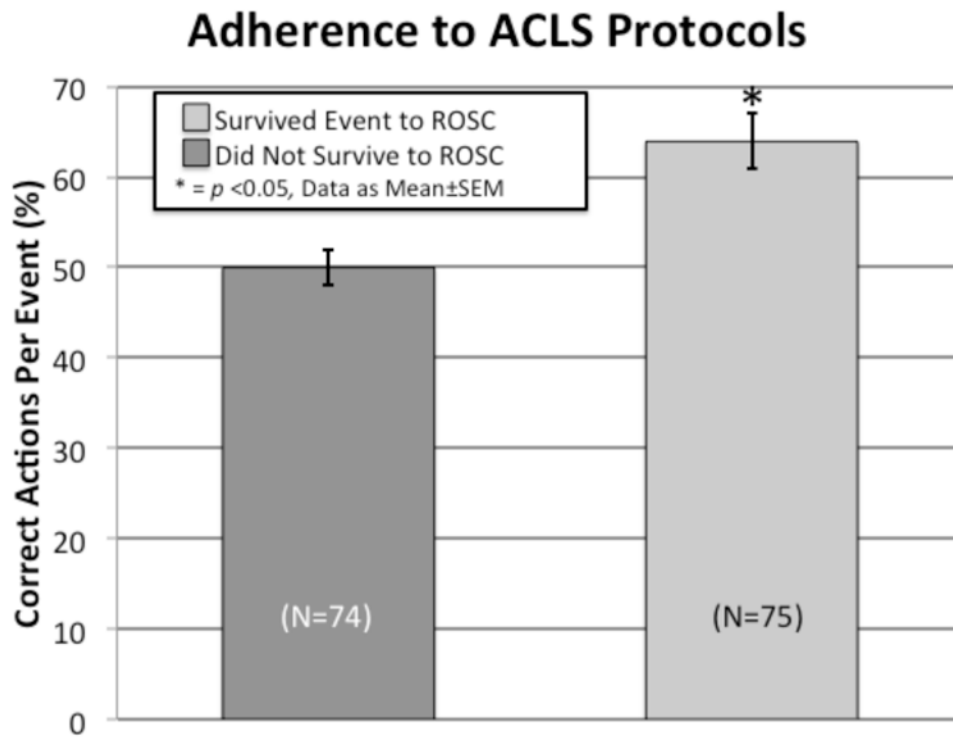 Adherence to ACLS Protocols
Correct Actions Per Event (%)
70
60
50
40
30
20
10
0
Survived Event to ROSC
Did Not Survive to ROSC
* = p <0.05, Data as Mean±SEM
*
(N=74)
(N=75)